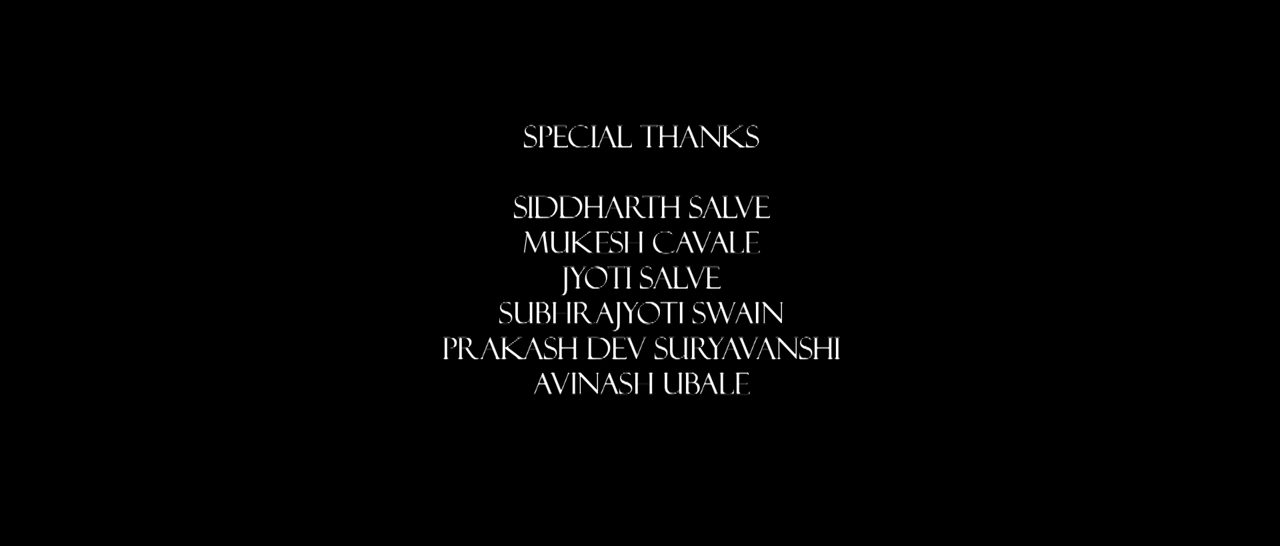 SPECIAL THANKS
SIDDHARTH SALVE
MUKESH CAVALE
JYOTI SALVE
SUBHRAJYOTI SWAIN
PRAKASH DEV SURYAVANSHI
AVINASH UBALE